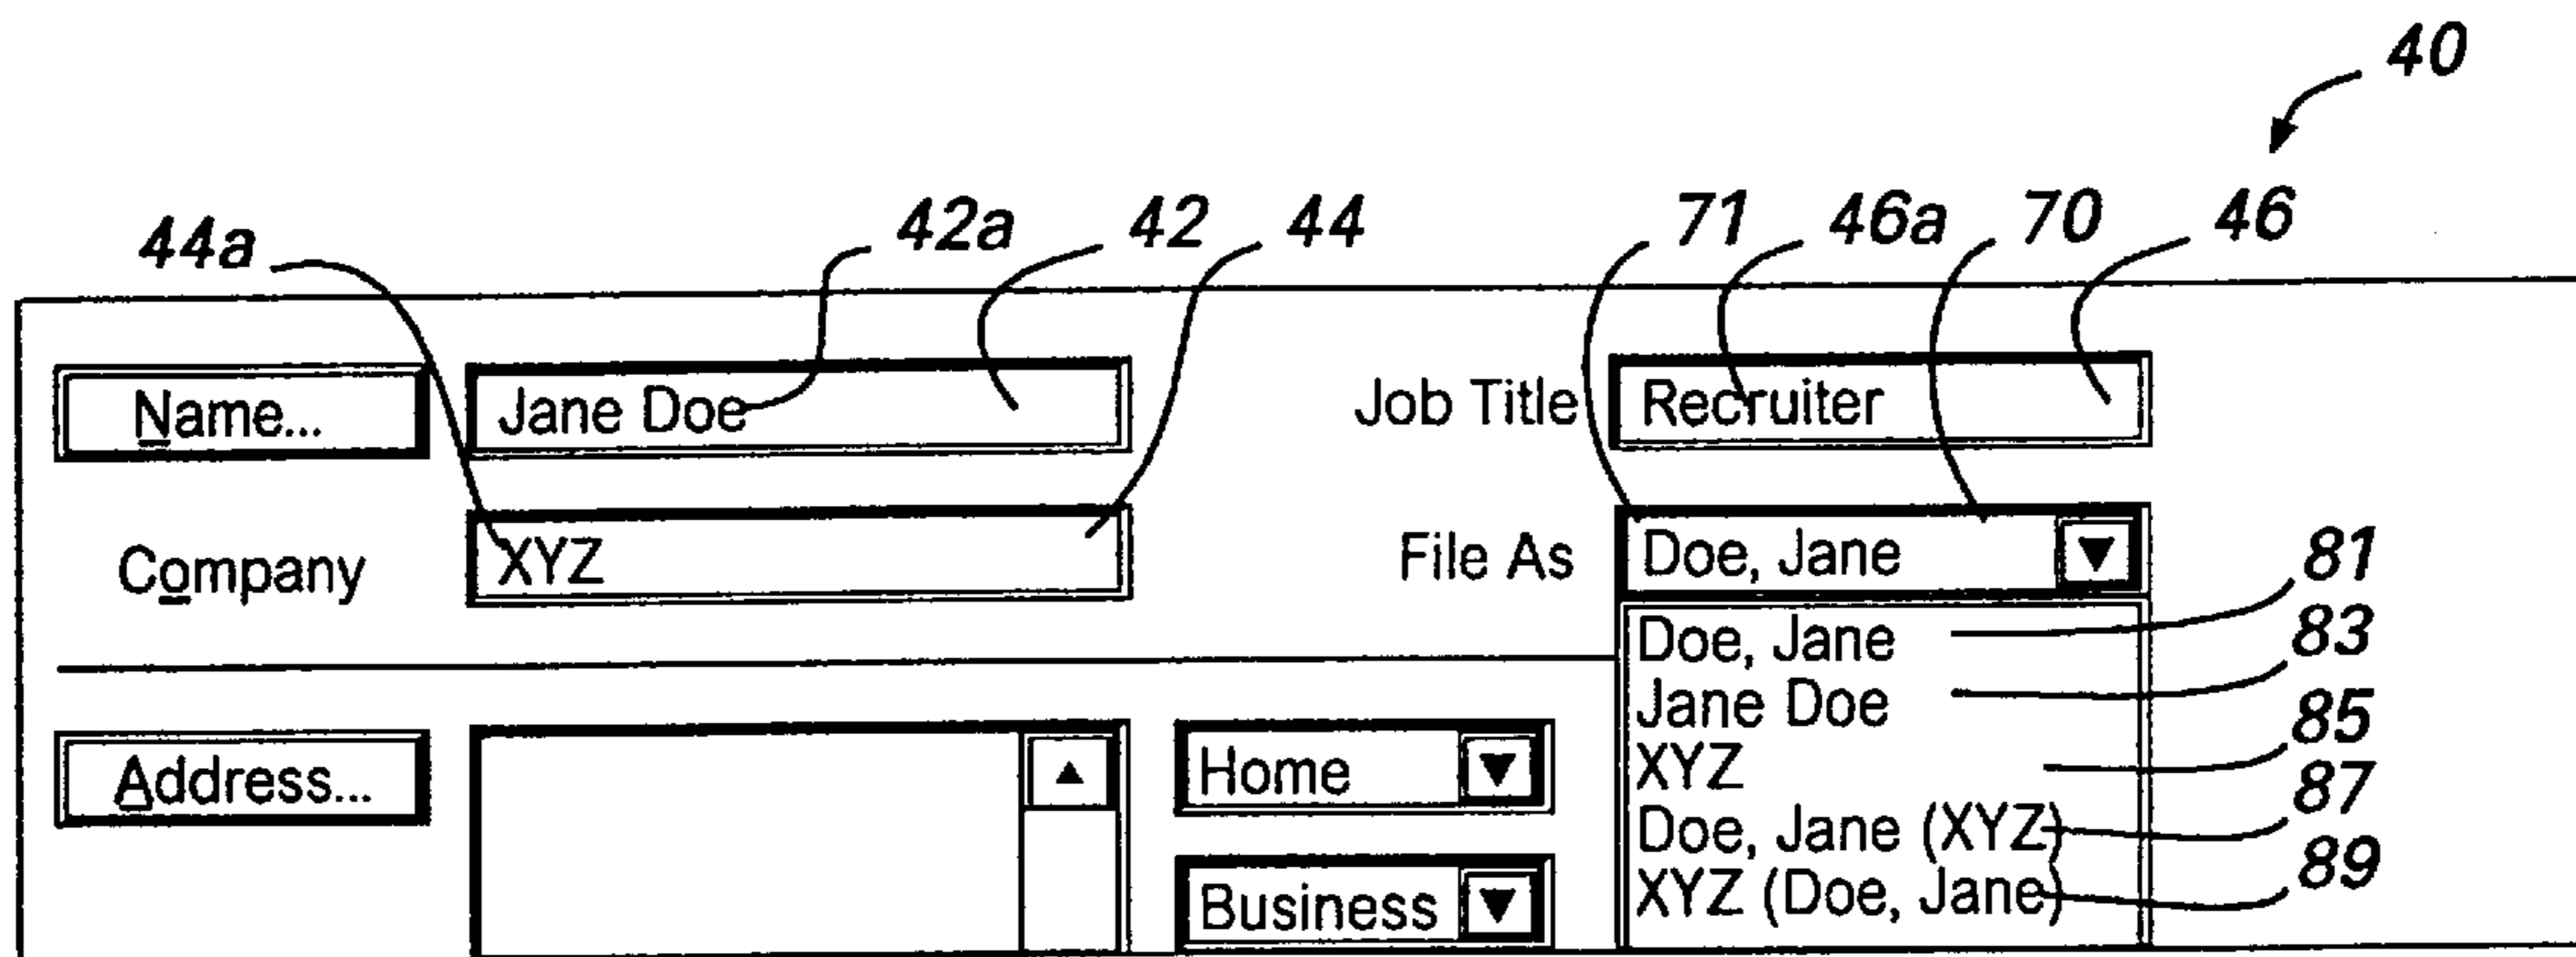 40
44a 42a 42 44 71 46a 70 46
Name... Jane Doe Job Title Recruiter
Company XYZ File As Doe, Jane
81
Doe, Jane
83
Jane Doe
85
XYZ
87
Doe, Jane (XYZ)
89
XYZ (Doe, Jane)
Address... Home
Business